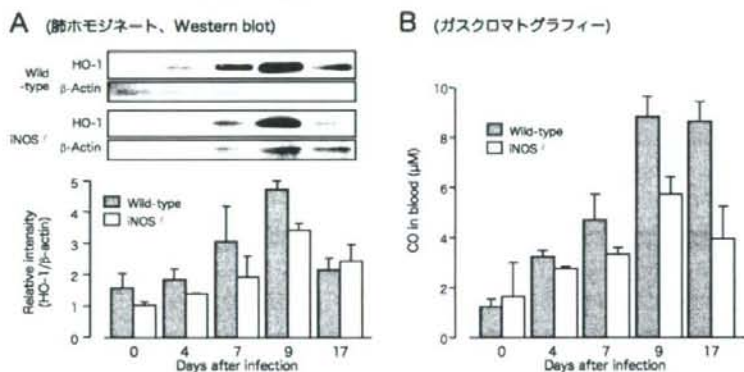 A (肺ホモジネート、Western blot)
Wild-type
HO-1
β-Actin
iNOS
HO-1
β-Actin
Relative intensity (HO-1/β-actin)
5
4
3
2
1
Wild-type
iNOS
0 4 7 9 17
Days after infection
B (ガスクロマトグラフィー)
CO in blood (μM)
10
8
6
4
2
0
Wild-type
iNOS
0 4 7 9 17
Days after infection